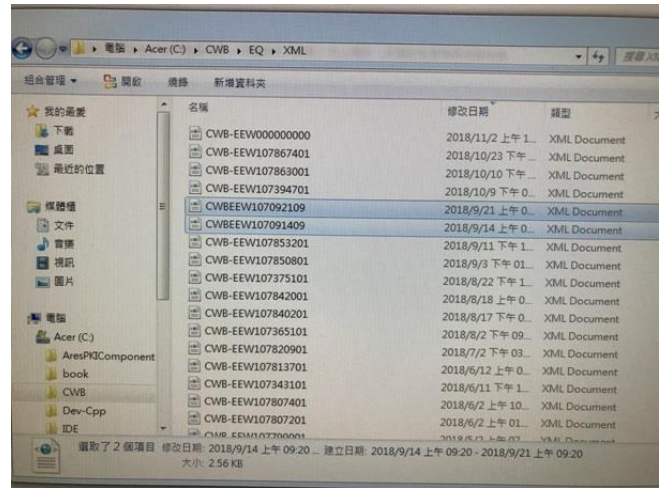 電腦 ▸ Acer (C:) ▸ CWB ▸ EQ ▸ XML
搜尋 XM
組合管理 開啟 燒錄 新增資料夾
名稱 修改日期 類型
我的最愛
下載
桌面
最近的位置
媒體櫃
文件
音樂
視訊
圖片
電腦
Acer (C:)
AresPKIComponent
book
CWB
Dev-Cpp
IDE
CWB-EEW000000000 2018/11/2 上午 1... XML Document
CWB-EEW107867401 2018/10/23 下午 ... XML Document
CWB-EEW107863001 2018/10/10 下午 ... XML Document
CWB-EEW107394701 2018/10/9 下午 0... XML Document
CWBEEW107092109 2018/9/21 上午 0... XML Document
CWBEEW107091409 2018/9/14 上午 0... XML Document
CWB-EEW107853201 2018/9/11 下午 1... XML Document
CWB-EEW107850801 2018/9/3 下午 01... XML Document
CWB-EEW107375101 2018/8/22 下午 1... XML Document
CWB-EEW107842001 2018/8/18 上午 0... XML Document
CWB-EEW107840201 2018/8/17 下午 0... XML Document
CWB-EEW107365101 2018/8/2 下午 09... XML Document
CWB-EEW107820901 2018/7/2 下午 03... XML Document
CWB-EEW107813701 2018/6/12 上午 0... XML Document
CWB-EEW107343101 2018/6/11 下午 1... XML Document
CWB-EEW107807401 2018/6/2 上午 10... XML Document
CWB-EEW107807201 2018/6/2 上午 01... XML Document
XML Document
選取了 2 個項目 修改日期: 2018/9/14 上午 09:20 ... 建立日期: 2018/9/14 上午 09:20 - 2018/9/21 上午 09:20
大小: 2.56 KB